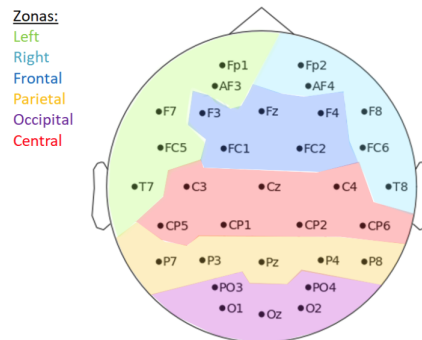 Zonas:
Left
Right
Frontal
Parietal
Occipital
Central
Fp1 Fp2
AF3 AF4
F7 F3 Fz F4 F8
FC5 FC1 FC2 FC6
T7 C3 Cz C4 T8
CP5 CP1 CP2 CP6
P7 P3 Pz P4 P8
PO3 PO4
O1 Oz O2